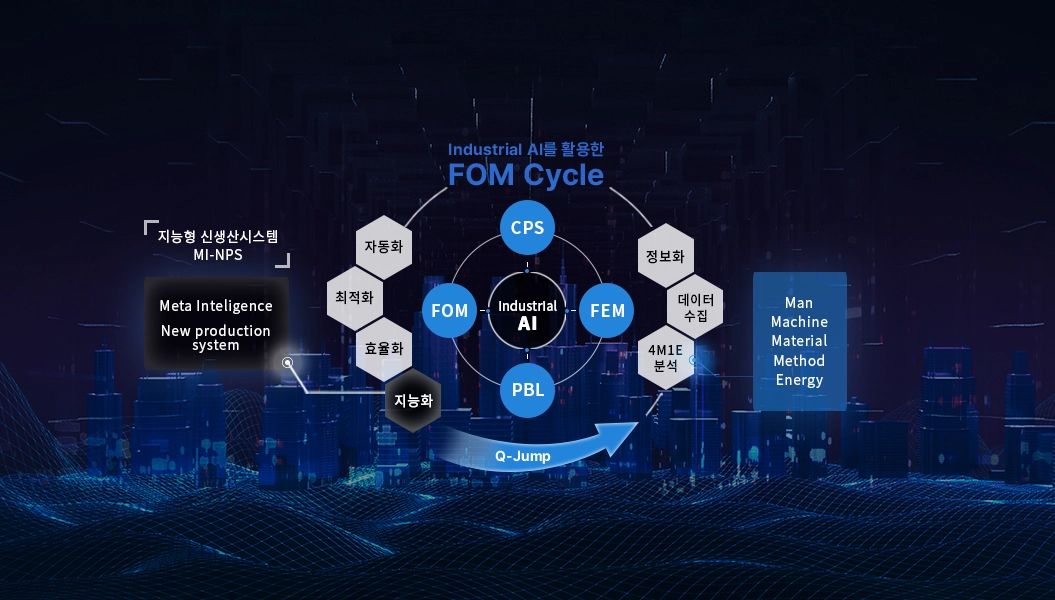 Industrial AI를 활용한
FOM Cycle
지능형 신생산시스템
MI-NPS
Meta Inteligence
New production
system
자동화
최적화
효율화
지능화
CPS
FOM
Industrial
AI
FEM
PBL
Q-Jump
정보화
데이터
수집
4M1E
분석
Man
Machine
Material
Method
Energy